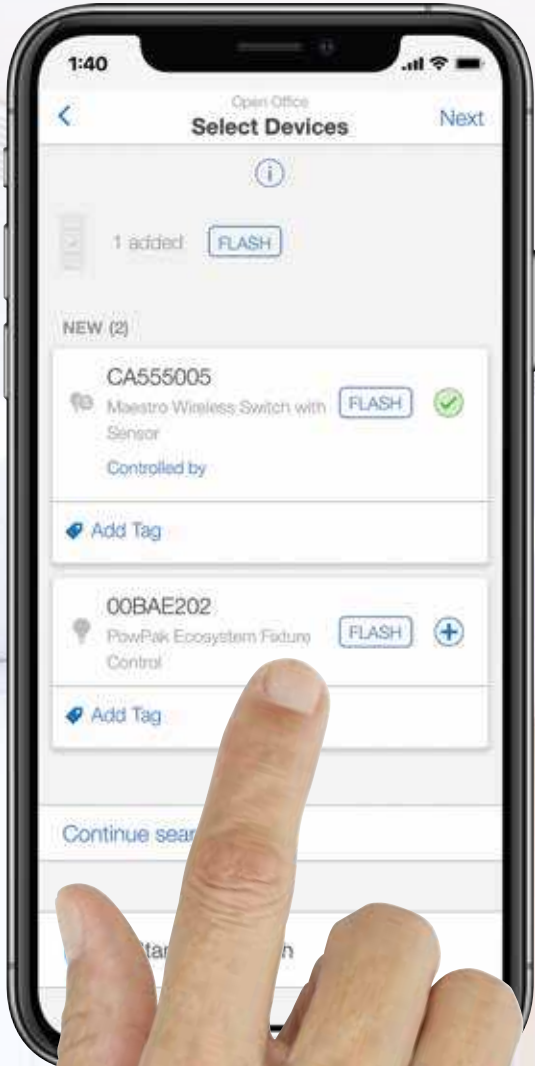 1:40
Open Office
Select Devices
Next
1 added
FLASH
NEW (2)
CA555005
Maestro Wireless Switch with
Sensor
FLASH
Controlled by
Add Tag
00BAE202
PowPak Ecosystem Fixture
Control
FLASH
Add Tag
Continue